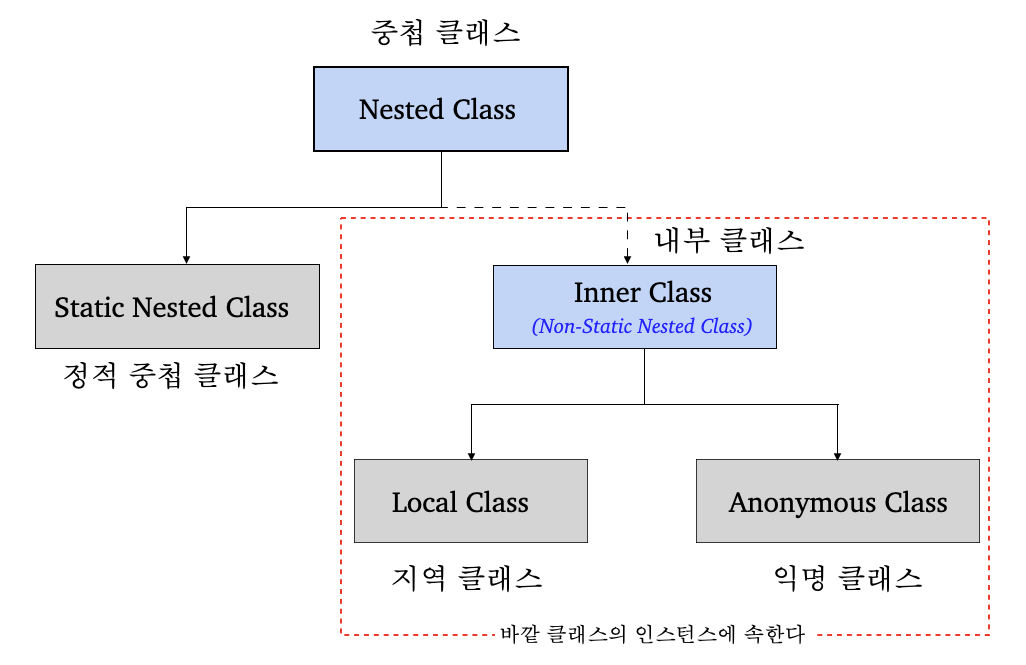 중첩 클래스
Nested Class
내부 클래스
Static Nested Class
Inner Class
(Non-Static Nested Class)
정적 중첩 클래스
Local Class
Anonymous Class
지역 클래스
익명 클래스
바깥 클래스의 인스턴스에 속한다